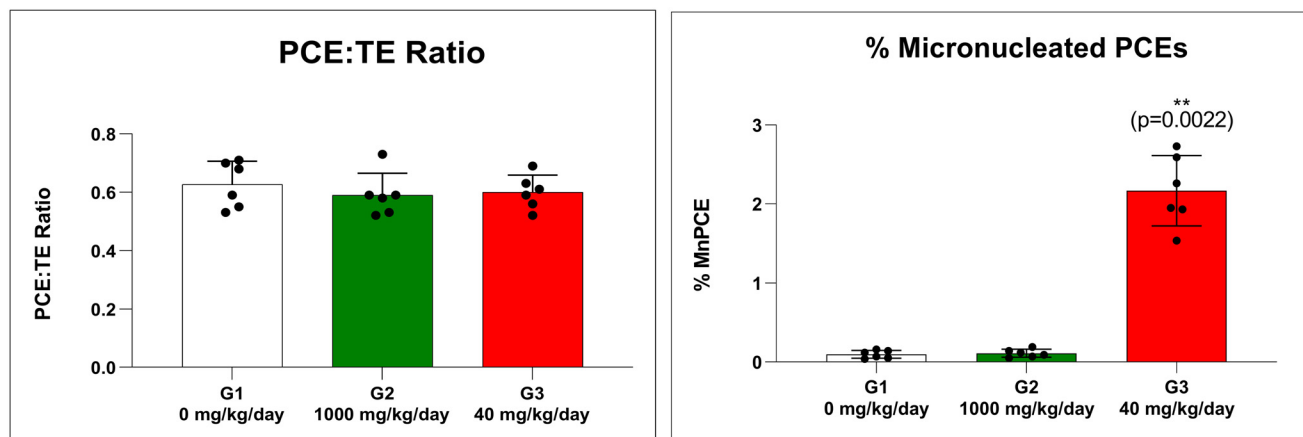 PCE:TE Ratio
PCE:TE Ratio
0.8
0.6
0.4
0.2
0.0
G1
0 mg/kg/day
G2
1000 mg/kg/day
G3
40 mg/kg/day
% Micronucleated PCEs
% MnPCE
3
2
1
0
**
(p=0.0022)
G1
0 mg/kg/day
G2
1000 mg/kg/day
G3
40 mg/kg/day